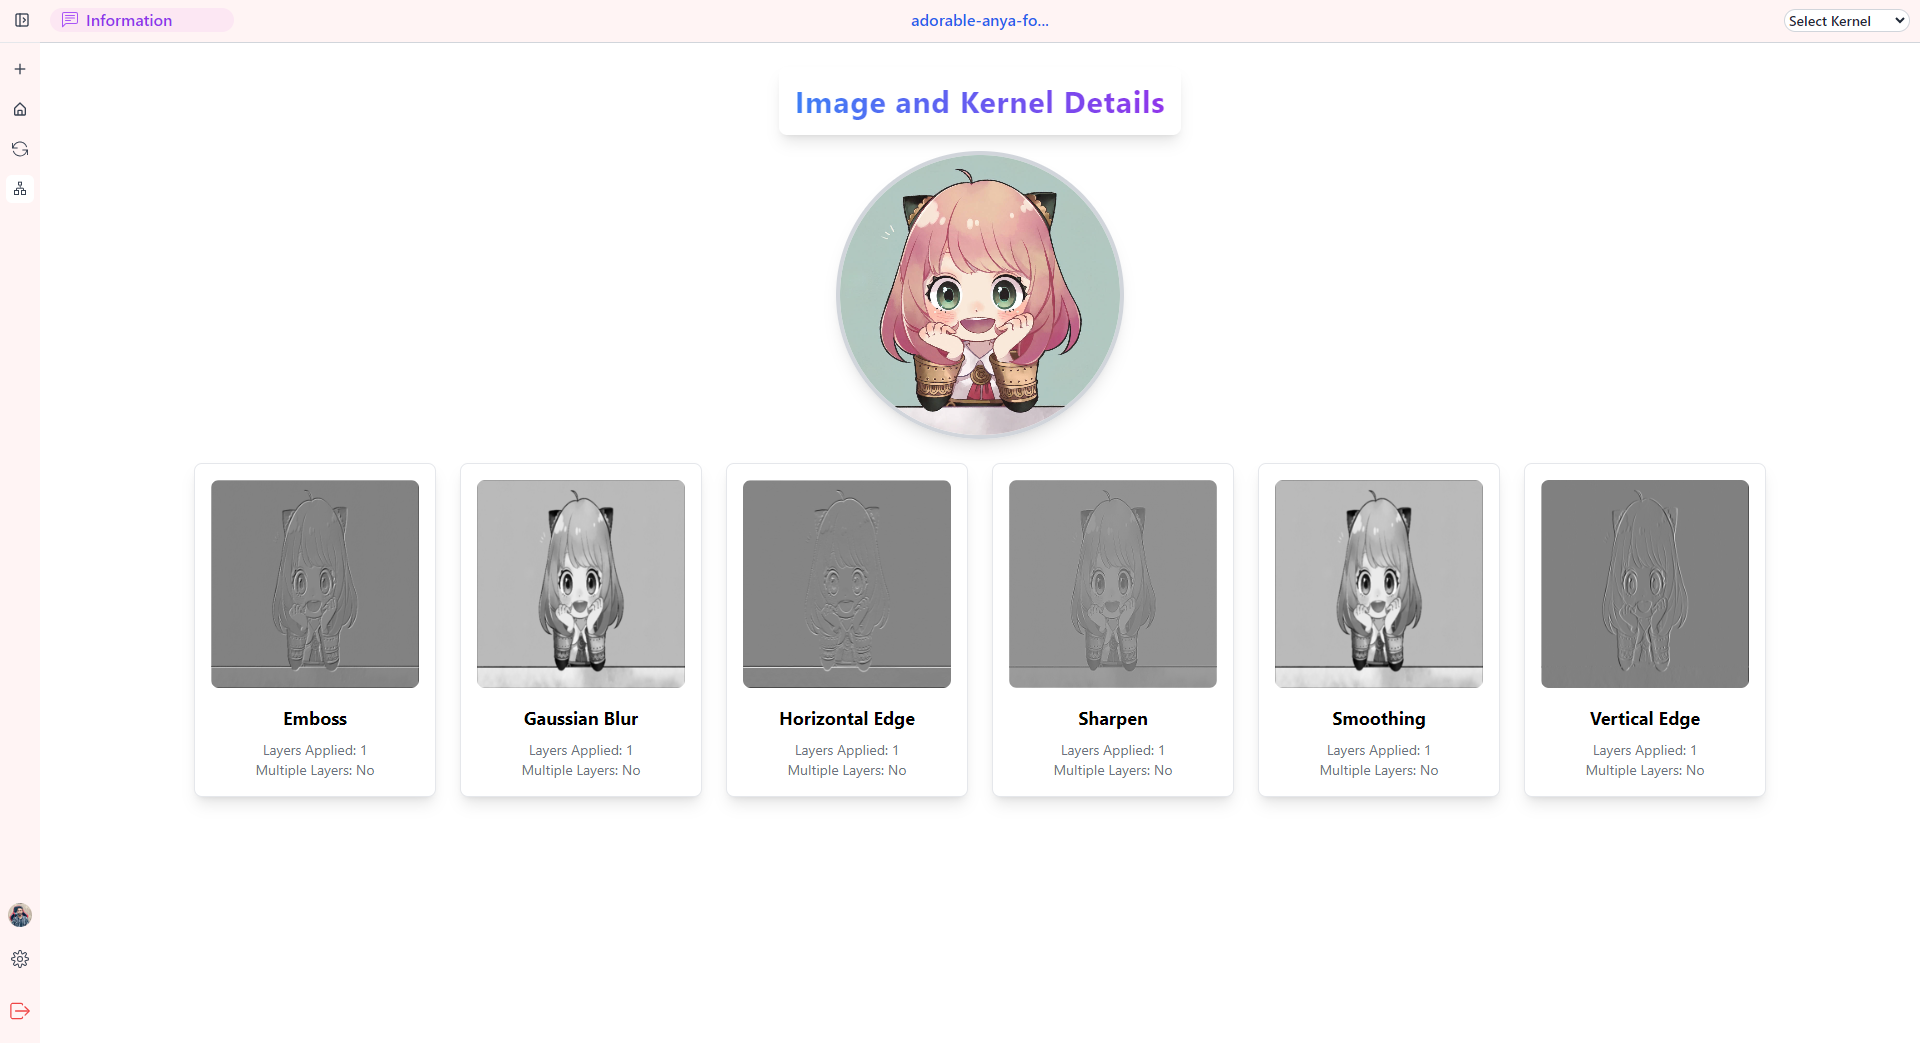 Information
adorable-anya-fo...
Select Kernel
Image and Kernel Details
Emboss
Layers Applied: 1
Multiple Layers: No
Gaussian Blur
Layers Applied: 1
Multiple Layers: No
Horizontal Edge
Layers Applied: 1
Multiple Layers: No
Sharpen
Layers Applied: 1
Multiple Layers: No
Smoothing
Layers Applied: 1
Multiple Layers: No
Vertical Edge
Layers Applied: 1
Multiple Layers: No